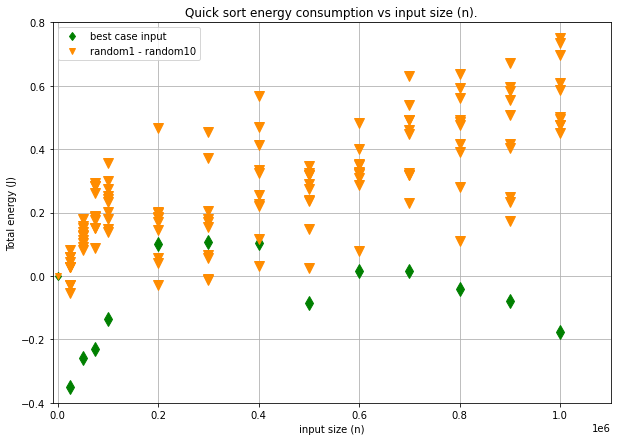 Quick sort energy consumption vs input size (n).
best case input
random1 - random10
Total energy (J)
0.8
0.6
0.4
0.2
0.0
−0.2
−0.4
0.0 0.2 0.4 0.6 0.8 1.0
1e6
input size (n)